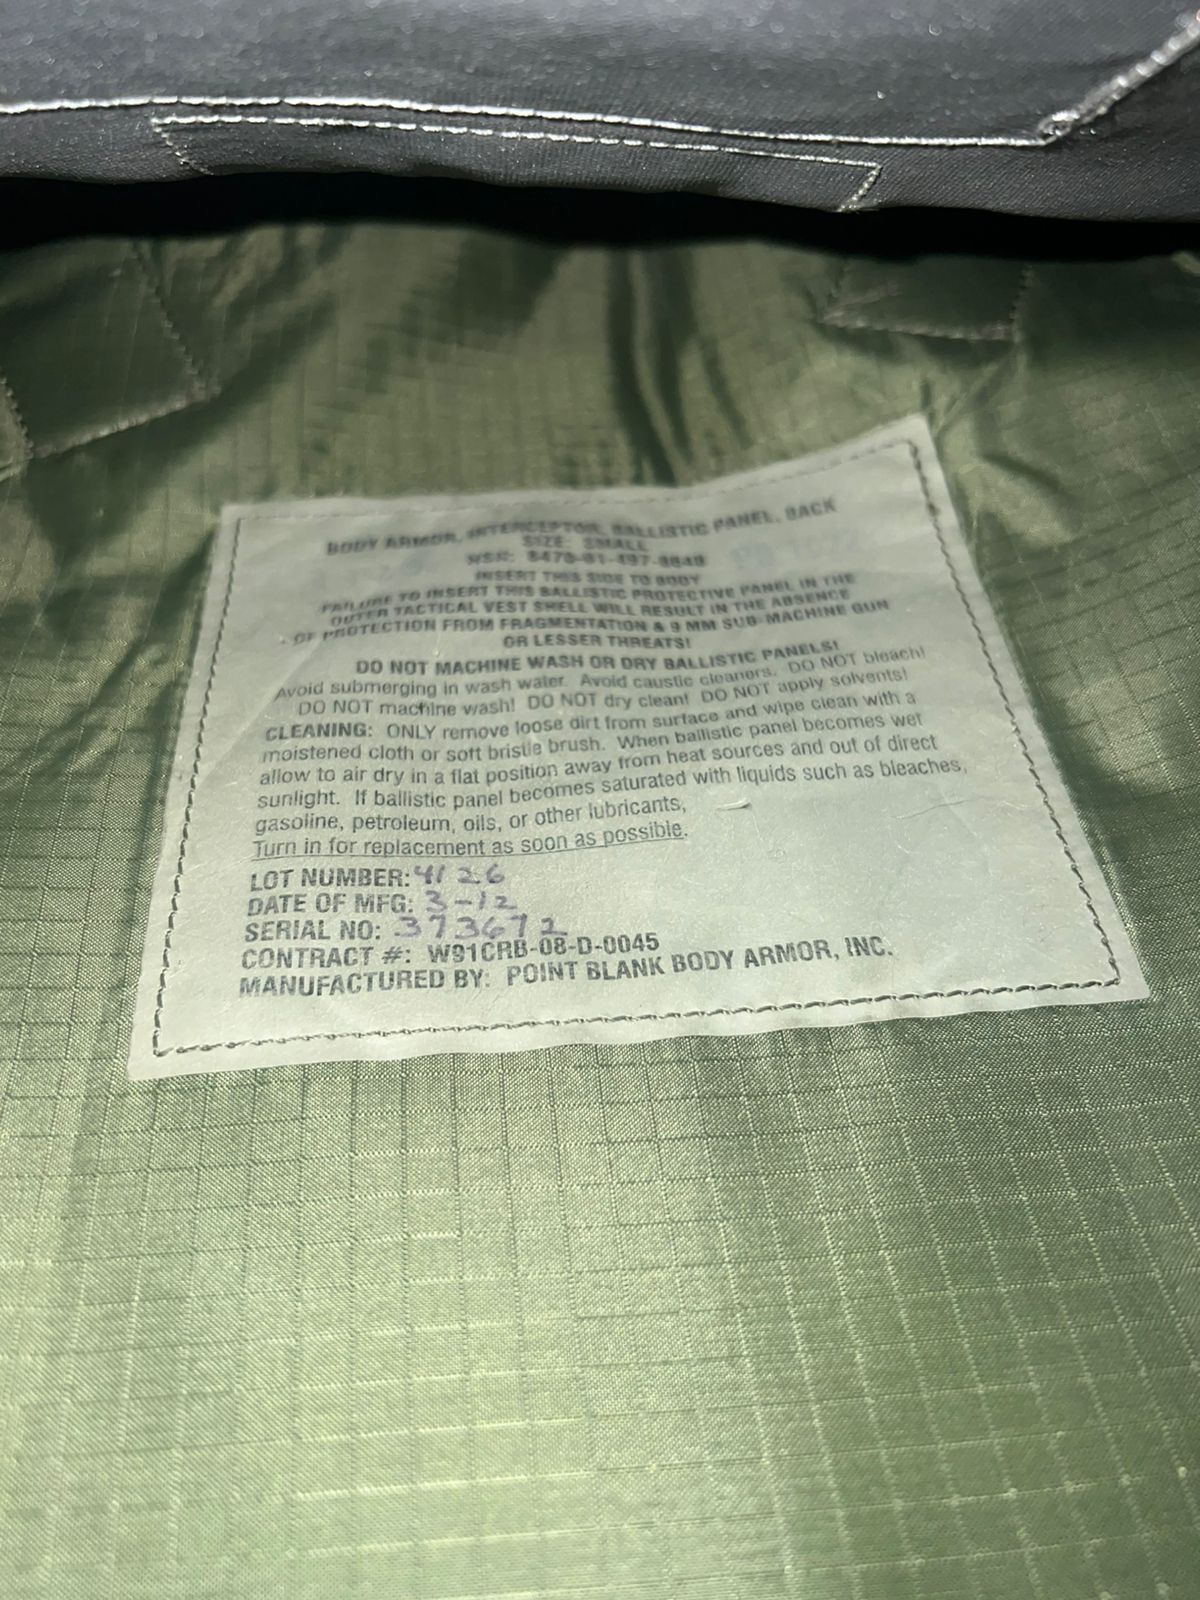 BODY ARMOR, INTERCEPTOR, BALLISTIC PANEL, BACK
SIZE: SMALL
NSN: 8470-01-497-
INSERT THIS SIDE TO BODY
FAILURE TO INSERT THIS BALLISTIC PROTECTIVE PANEL IN THE
OUTER TACTICAL VEST SHELL WILL RESULT IN THE ABSENCE
OF PROTECTION FROM FRAGMENTATION & 9 MM SUB-MACHINE GUN
OR LESSER THREATS!
DO NOT MACHINE WASH OR DRY BALLISTIC PANELS!
Avoid submerging in wash water. Avoid caustic cleaners. DO NOT bleach!
DO NOT machine wash! DO NOT dry clean! DO NOT apply solvents!
CLEANING: ONLY remove loose dirt from surface and wipe clean with a
moistened cloth or soft bristle brush. When ballistic panel becomes wet
allow to air dry in a flat position away from heat sources and out of direct
sunlight. If ballistic panel becomes saturated with liquids such as bleaches,
gasoline, petroleum, oils, or other lubricants,
Turn in for replacement as soon as possible.
LOT NUMBER: 4126
DATE OF MFG: 3-12
SERIAL NO: 373672
CONTRACT #: W91CRB-08-D-0045
MANUFACTURED BY: POINT BLANK BODY ARMOR, INC.